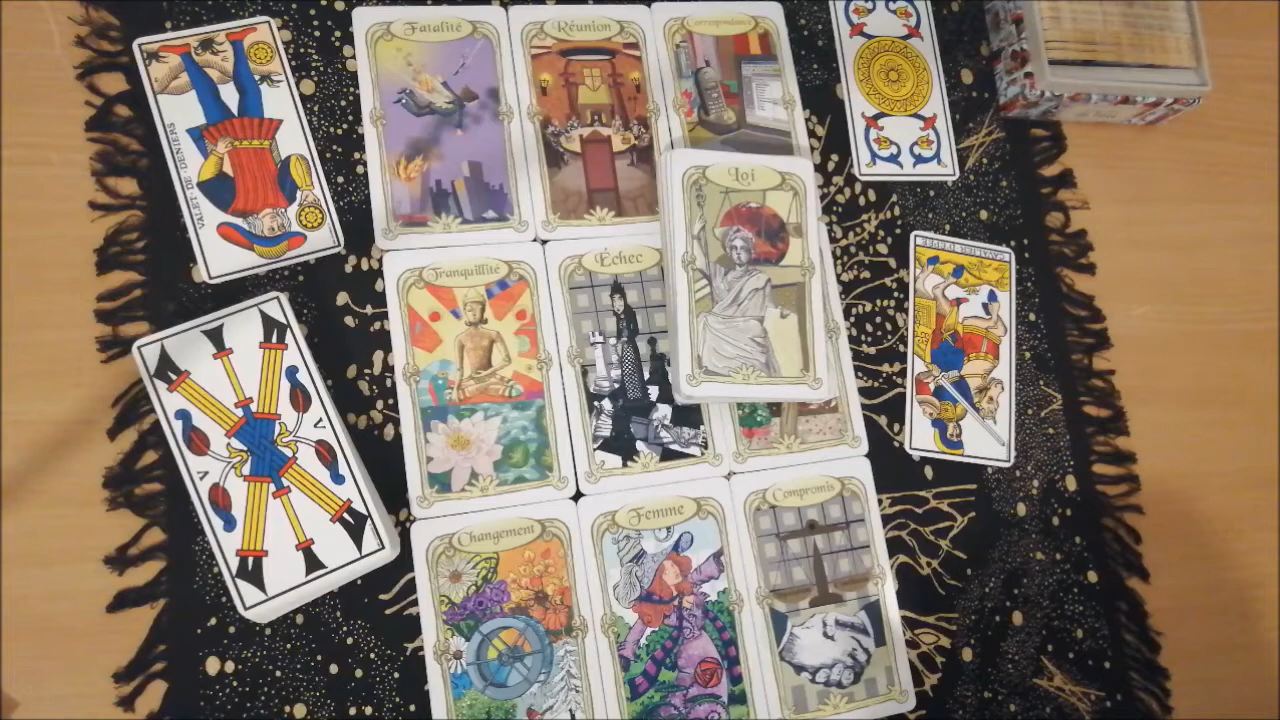 Fatalité
Réunion
Correspondance
VALET·DE·DENIERS
Loi
CAVALIER D'EPEE
Tranquillité
Échec
V
V
Changement
Femme
Compromis